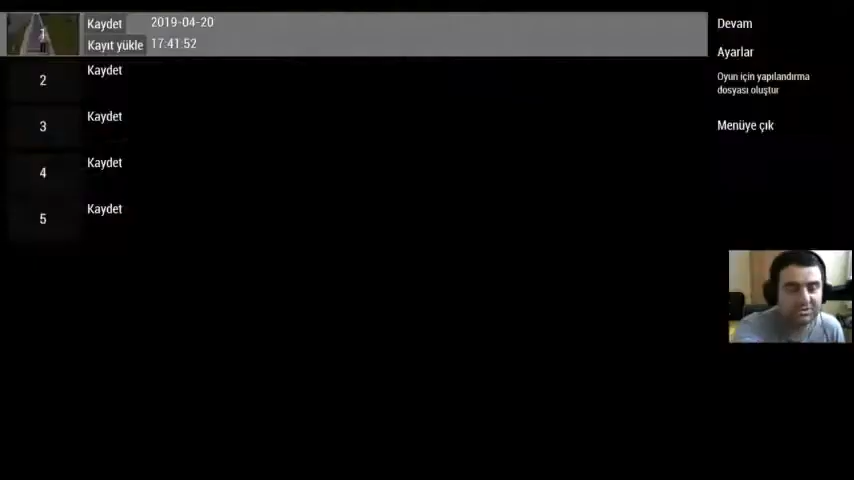 1
Kaydet
2019-04-20
Kayıt yükle
17:41:52
2
Kaydet
3
Kaydet
4
Kaydet
5
Kaydet
Devam
Ayarlar
Oyun için yapılandırma
dosyası oluştur
Menüye çık